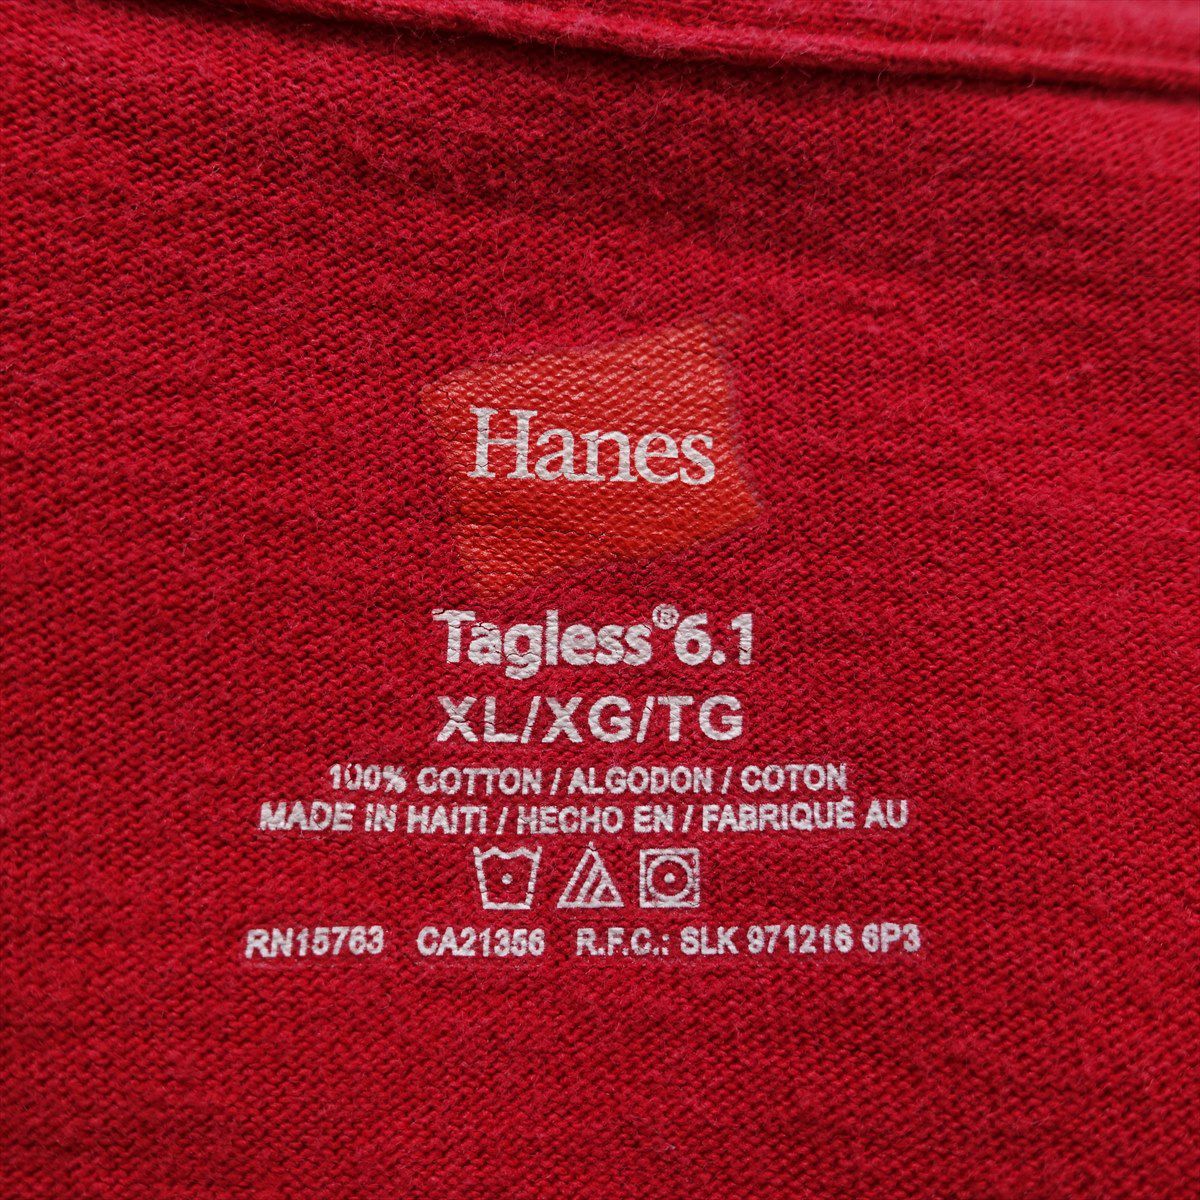 Hanes
Tagless®6.1
XL/XG/TG
100% COTTON / ALGODON / COTON
MADE IN HAITI / HECHO EN / FABRIQUÉ AU
RN15763 CA21356 R.F.C.: SLK 971216 6P3